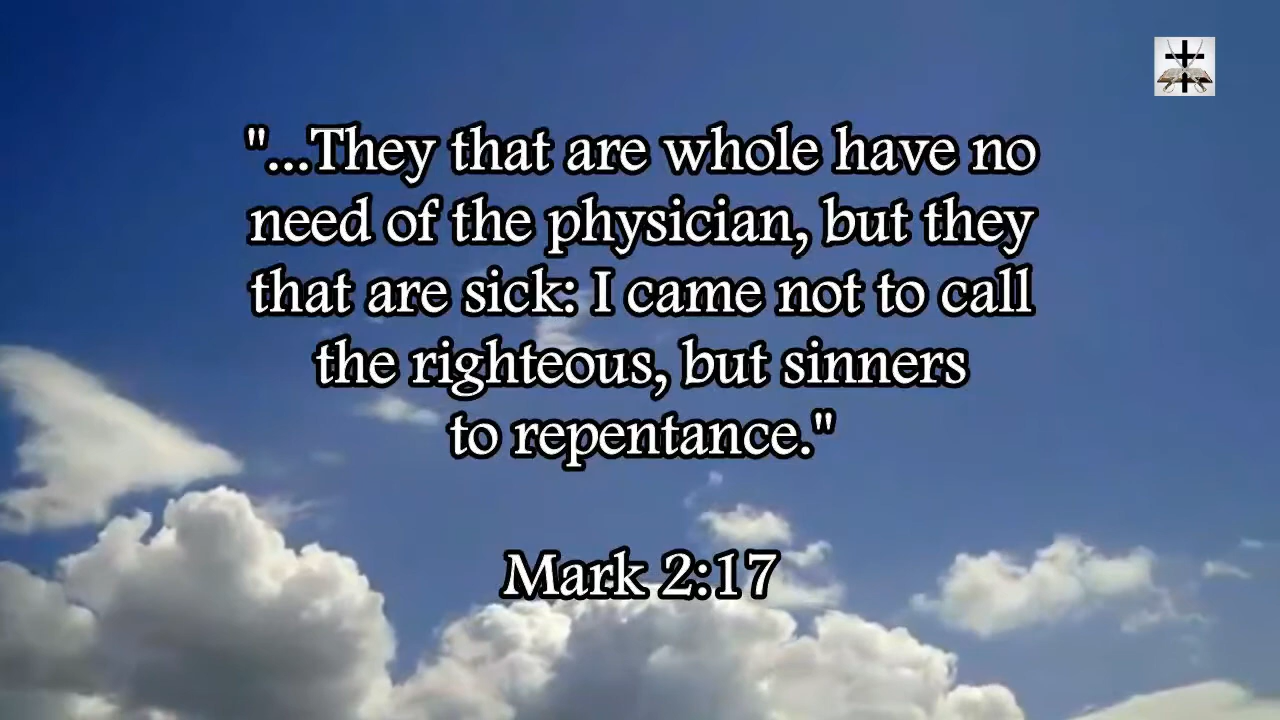 "...They that are whole have no
need of the physician, but they
that are sick: I came not to call
the righteous, but sinners
to repentance."
Mark 2:17